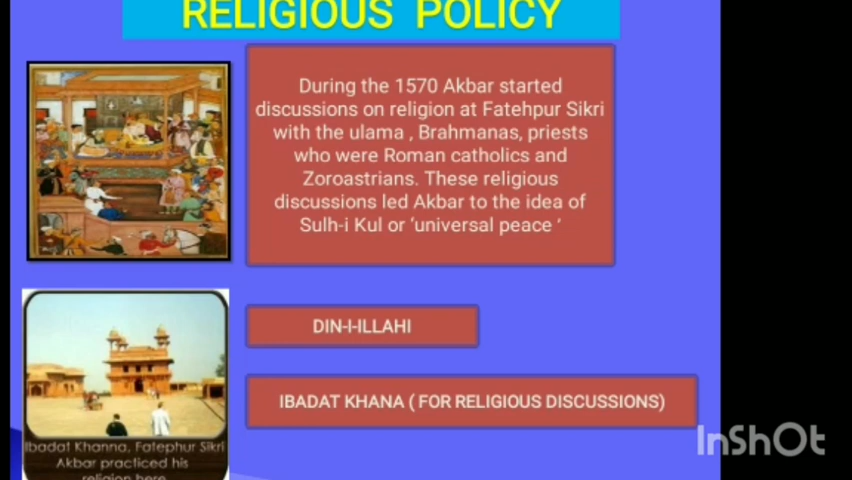 RELIGIOUS POLICY
During the 1570 Akbar started
discussions on religion at Fatehpur Sikri
with the ulama , Brahmanas, priests
who were Roman catholics and
Zoroastrians. These religious
discussions led Akbar to the idea of
Sulh-i Kul or ‘universal peace ’
DIN-I-ILLAHI
IBADAT KHANA ( FOR RELIGIOUS DISCUSSIONS)
Ibadat Khanna, Fatephur Sikri
Akbar practiced his
religion here
InShOt